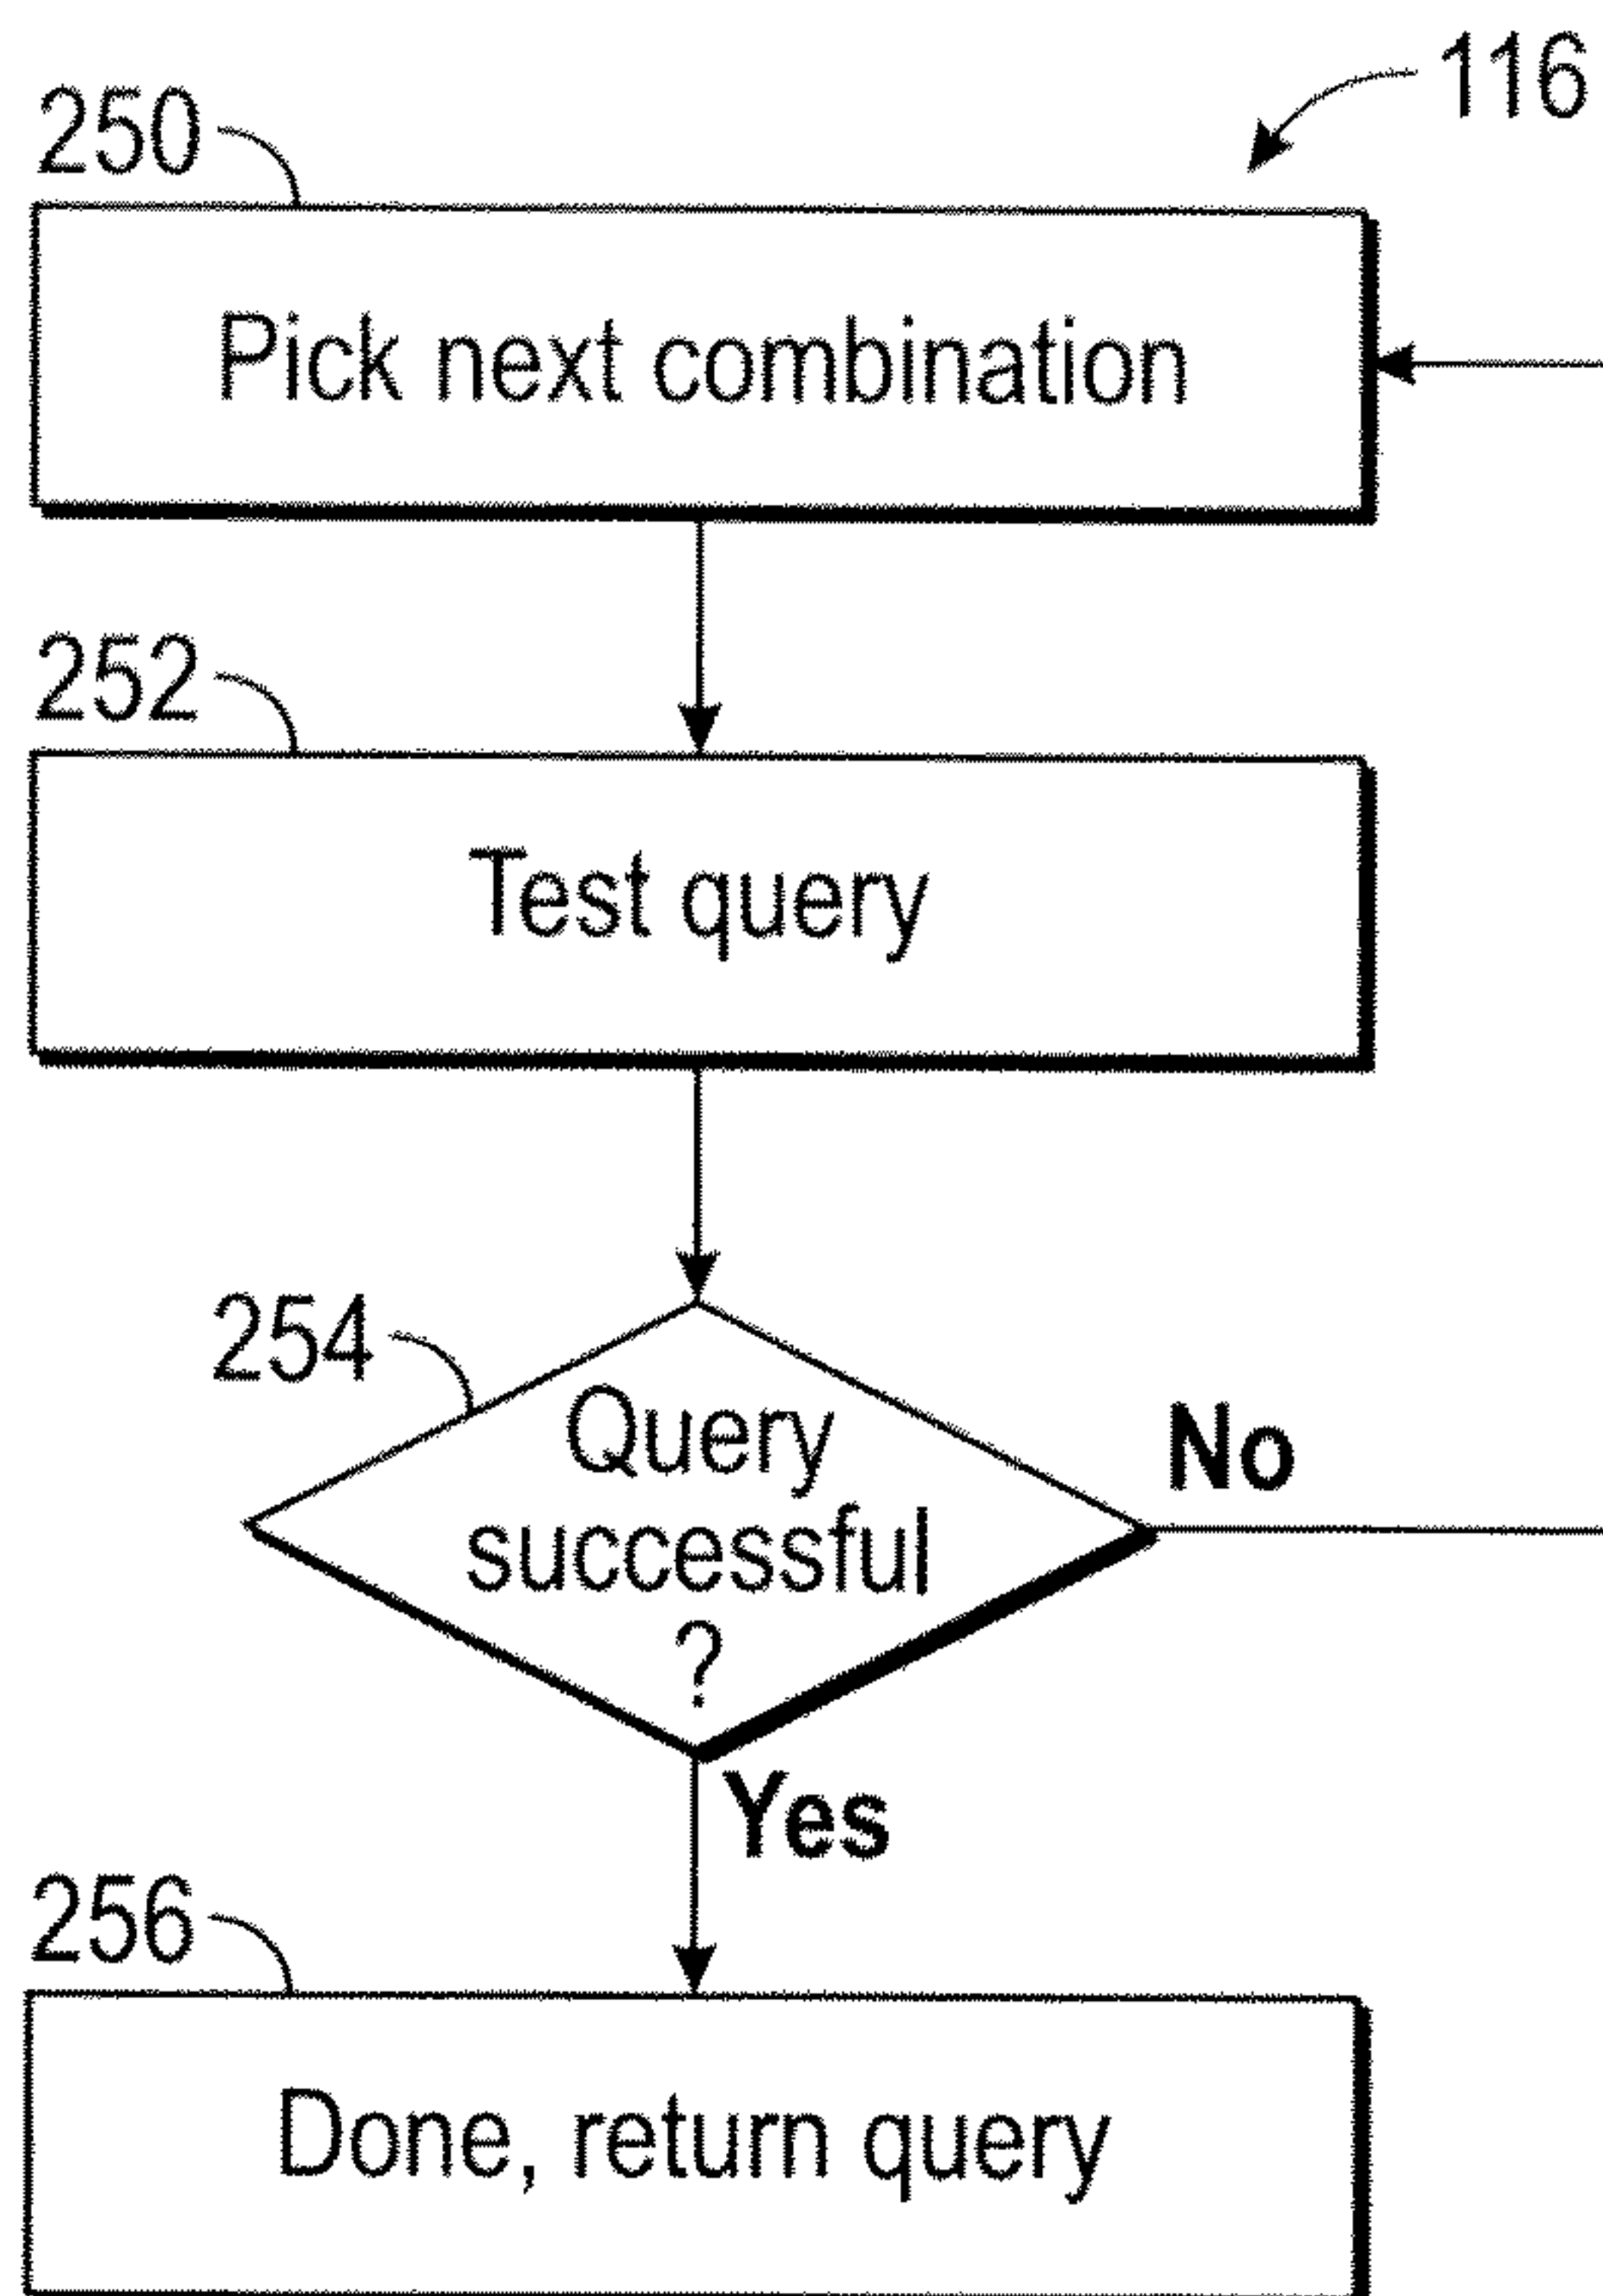 116
250
Pick next combination
252
Test query
254
Query
successful
?
No
Yes
256
Done, return query